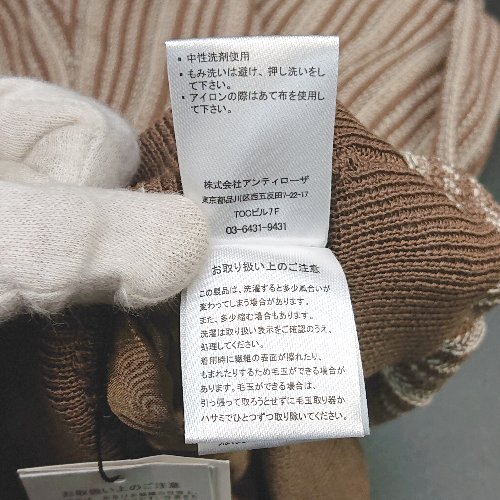 ・中性洗剤使用
・もみ洗いは避け、押し洗いをし
て下さい。
・アイロンの際はあて布を使用し
て下さい。
株式会社アンティローザ
東京都品川区西五反田7-22-17
TOCビル7F
03-6431-9431
お取り扱い上のご注意
この製品は、洗濯すると多少風合いが
変わってしまう場合があります。
また、多少縮む場合もあります。
洗濯は取り扱い表示をご確認のうえ、
処理してください。
着用時に繊維の表面が擦れたり、
もまれたりするため毛玉ができる場合
があります。毛玉ができる場合は、
引っ張って取ろうとせずに毛玉取り器か
ハサミでひとつずつ取り除いてください。
お取扱い上のご注意